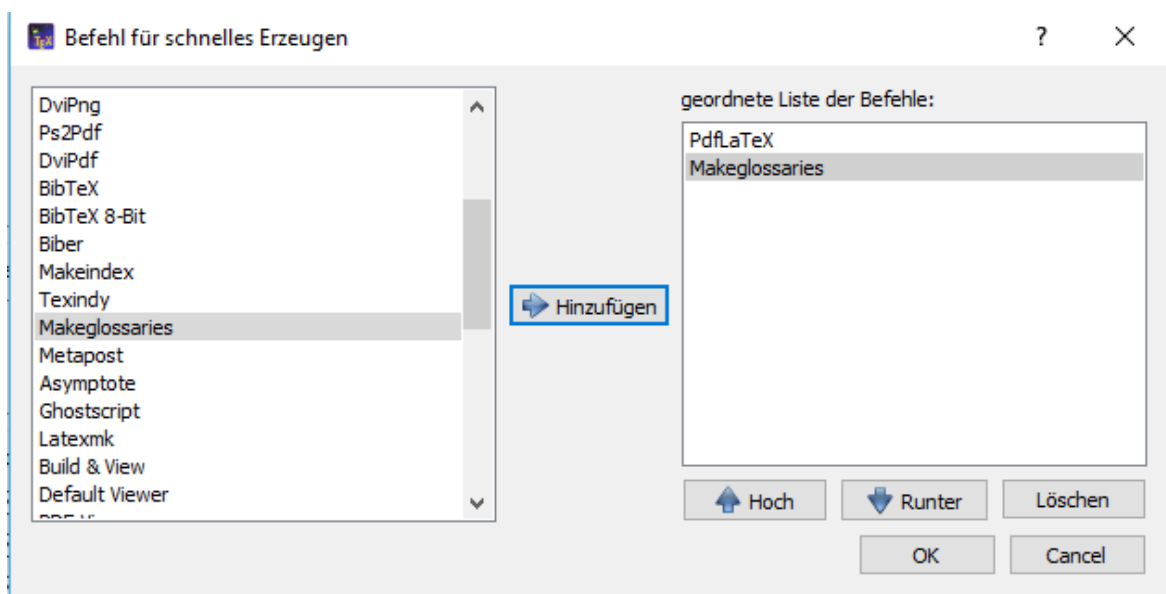 Befehl für schnelles Erzeugen
DviPng
Ps2Pdf
DviPdf
BibTeX
BibTeX 8-Bit
Biber
Makeindex
Texindy
Makeglossaries
Metapost
Asymptote
Ghostscript
Latexmk
Build & View
Default Viewer
Hinzufügen
geordnete Liste der Befehle:
PdfLaTeX
Makeglossaries
Hoch
Runter
Löschen
OK
Cancel